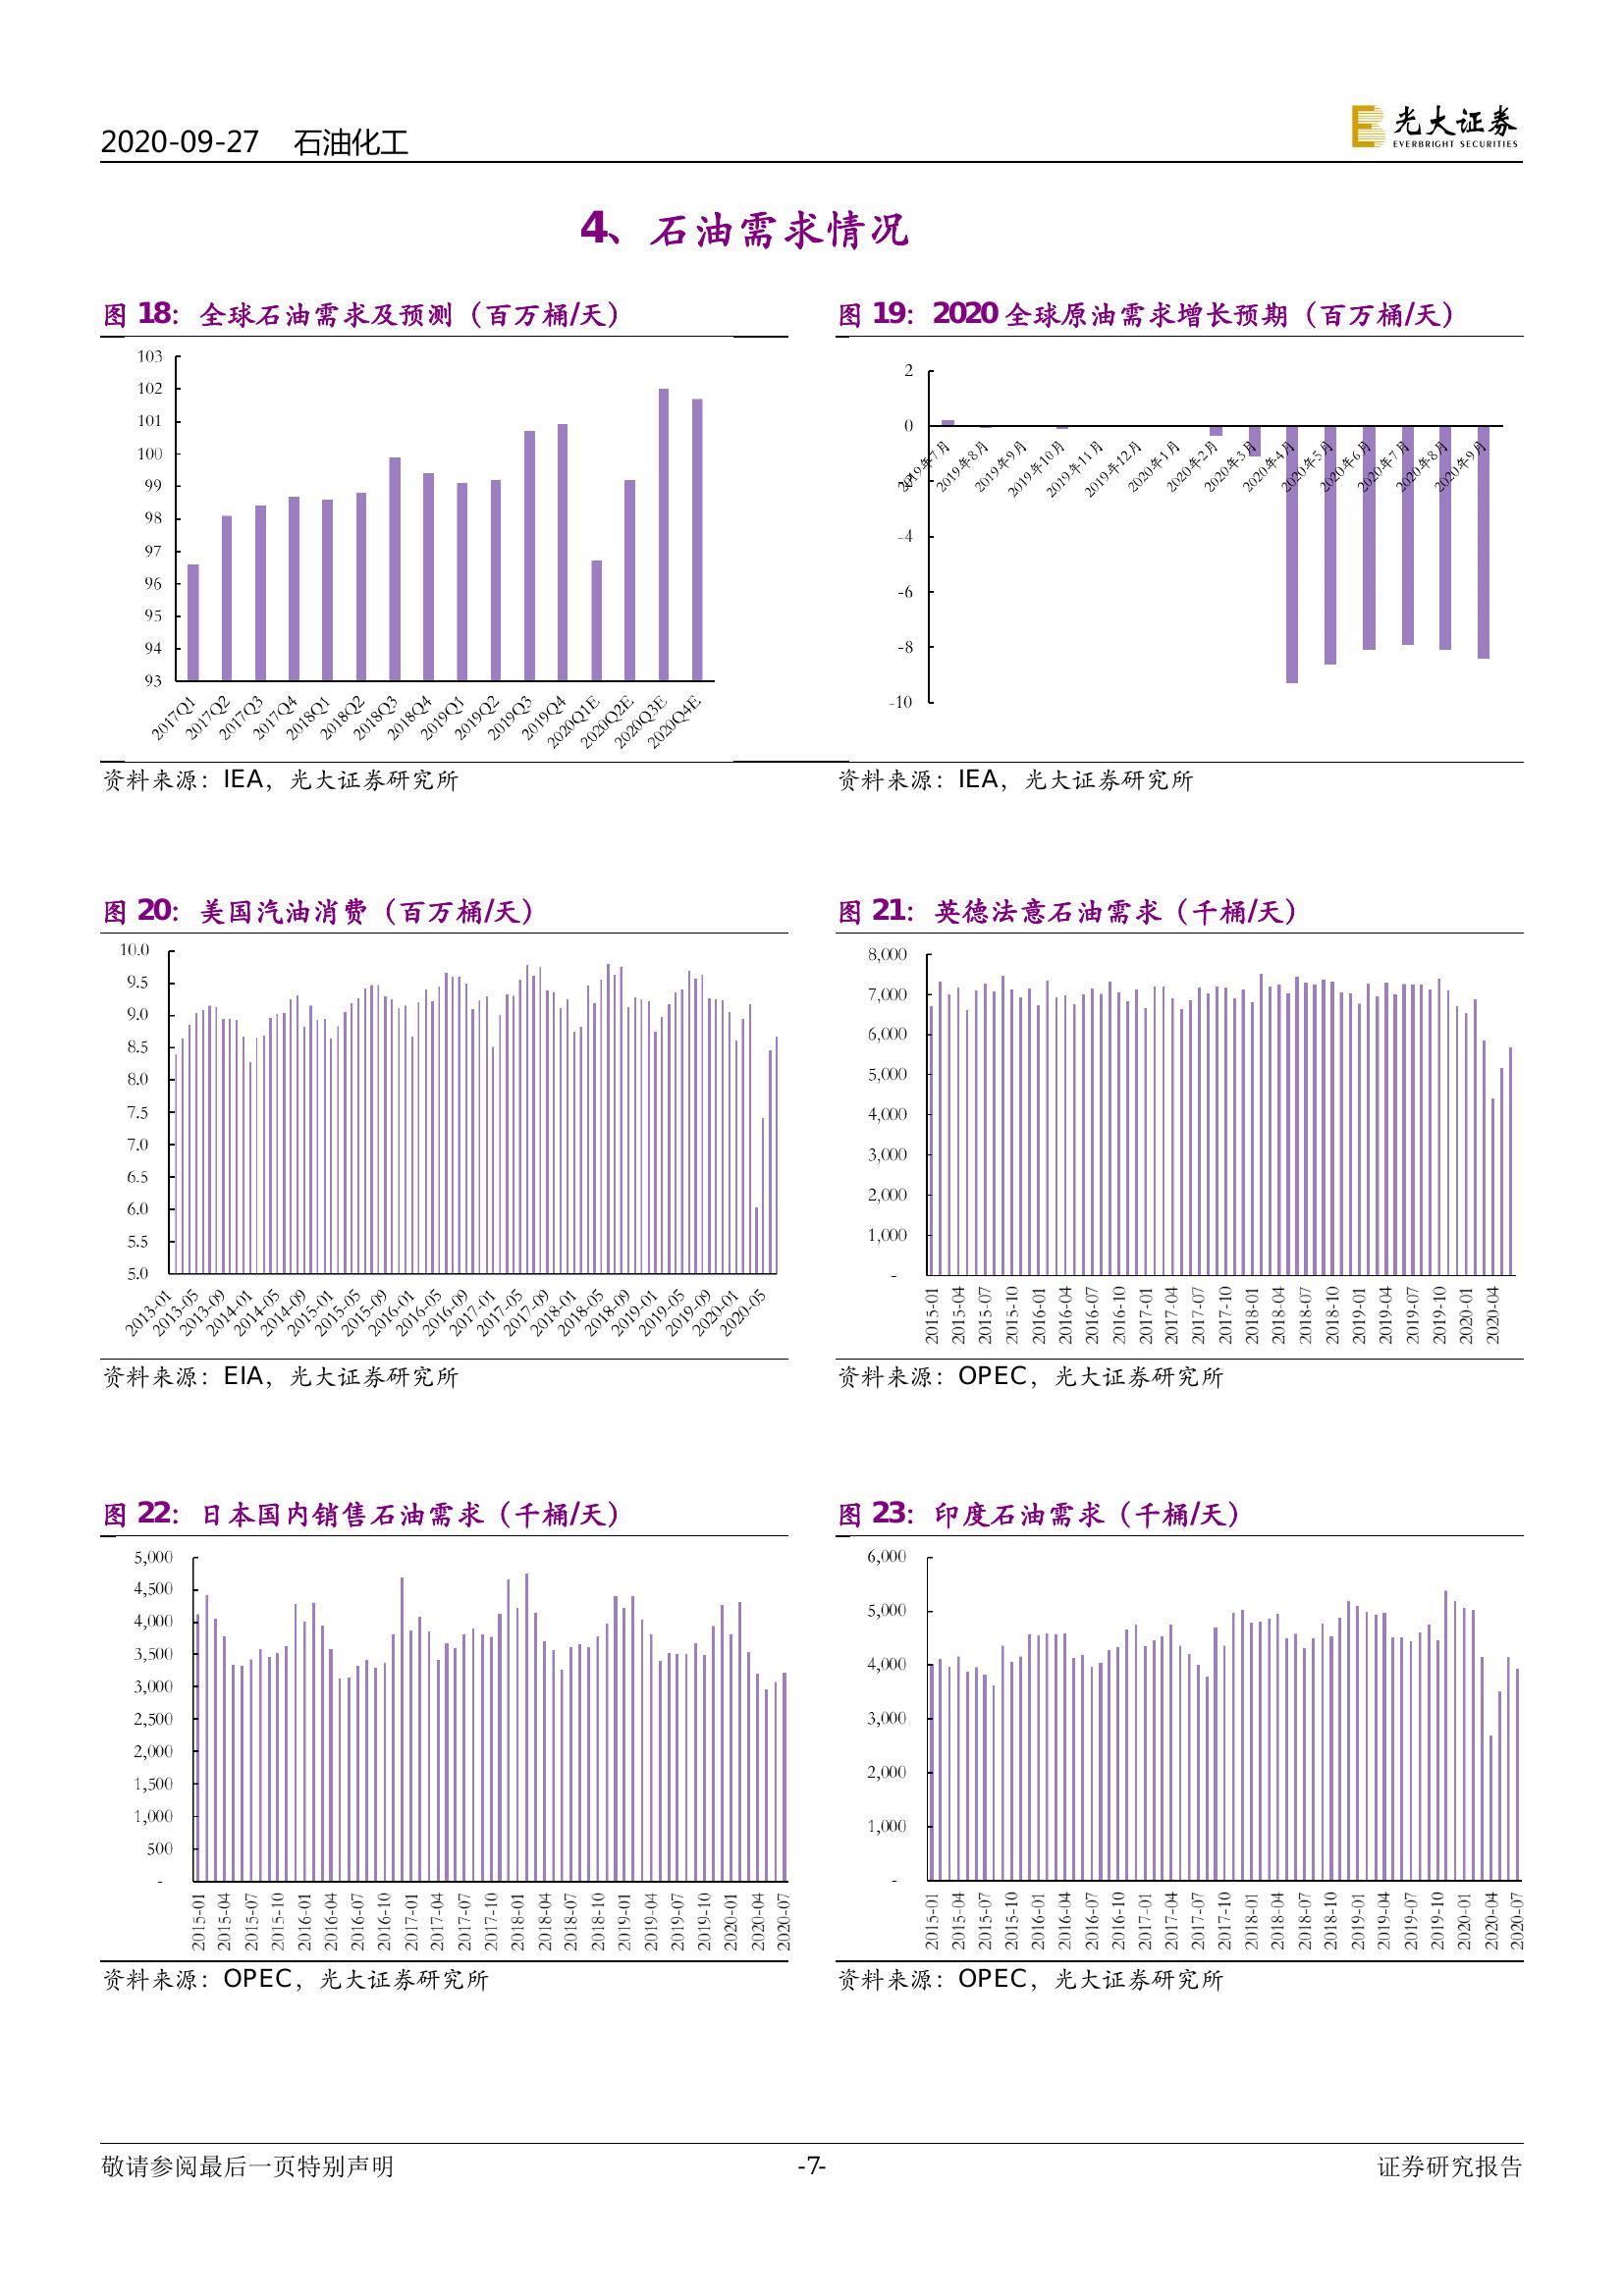 2020-09-27 石油化工
光大证券
EVERBRIGHT SECURITIES
4、石油需求情况
图 18：全球石油需求及预测（百万桶/天）
103
102
101
100
99
98
97
96
95
94
93
2017Q1 2017Q2 2017Q3 2017Q4 2018Q1 2018Q2 2018Q3 2018Q4 2019Q1 2019Q2 2019Q3 2019Q4 2020Q1E 2020Q2E 2020Q3E 2020Q4E
资料来源：IEA，光大证券研究所
图 19：2020 全球原油需求增长预期（百万桶/天）
2
0
-2
-4
-6
-8
-10
2019年7月 2019年8月 2019年9月 2019年10月 2019年11月 2019年12月 2020年1月 2020年2月 2020年3月 2020年4月 2020年5月 2020年6月 2020年7月 2020年8月 2020年9月
资料来源：IEA，光大证券研究所
图 20：美国汽油消费（百万桶/天）
10.0
9.5
9.0
8.5
8.0
7.5
7.0
6.5
6.0
5.5
5.0
2013-01 2013-05 2013-09 2014-01 2014-05 2014-09 2015-01 2015-05 2015-09 2016-01 2016-05 2016-09 2017-01 2017-05 2017-09 2018-01 2018-05 2018-09 2019-01 2019-05 2019-09 2020-01 2020-05
资料来源：EIA，光大证券研究所
图 21：英德法意石油需求（千桶/天）
8,000
7,000
6,000
5,000
4,000
3,000
2,000
1,000
-
2015-01 2015-04 2015-07 2015-10 2016-01 2016-04 2016-07 2016-10 2017-01 2017-04 2017-07 2017-10 2018-01 2018-04 2018-07 2018-10 2019-01 2019-04 2019-07 2019-10 2020-01 2020-04
资料来源：OPEC，光大证券研究所
图 22：日本国内销售石油需求（千桶/天）
5,000
4,500
4,000
3,500
3,000
2,500
2,000
1,500
1,000
500
-
2015-01 2015-04 2015-07 2015-10 2016-01 2016-04 2016-07 2016-10 2017-01 2017-04 2017-07 2017-10 2018-01 2018-04 2018-07 2018-10 2019-01 2019-04 2019-07 2019-10 2020-01 2020-04 2020-07
资料来源：OPEC，光大证券研究所
图 23：印度石油需求（千桶/天）
6,000
5,000
4,000
3,000
2,000
1,000
-
2015-01 2015-04 2015-07 2015-10 2016-01 2016-04 2016-07 2016-10 2017-01 2017-04 2017-07 2017-10 2018-01 2018-04 2018-07 2018-10 2019-01 2019-04 2019-07 2019-10 2020-01 2020-04 2020-07
资料来源：OPEC，光大证券研究所
敬请参阅最后一页特别声明
-7-
证券研究报告